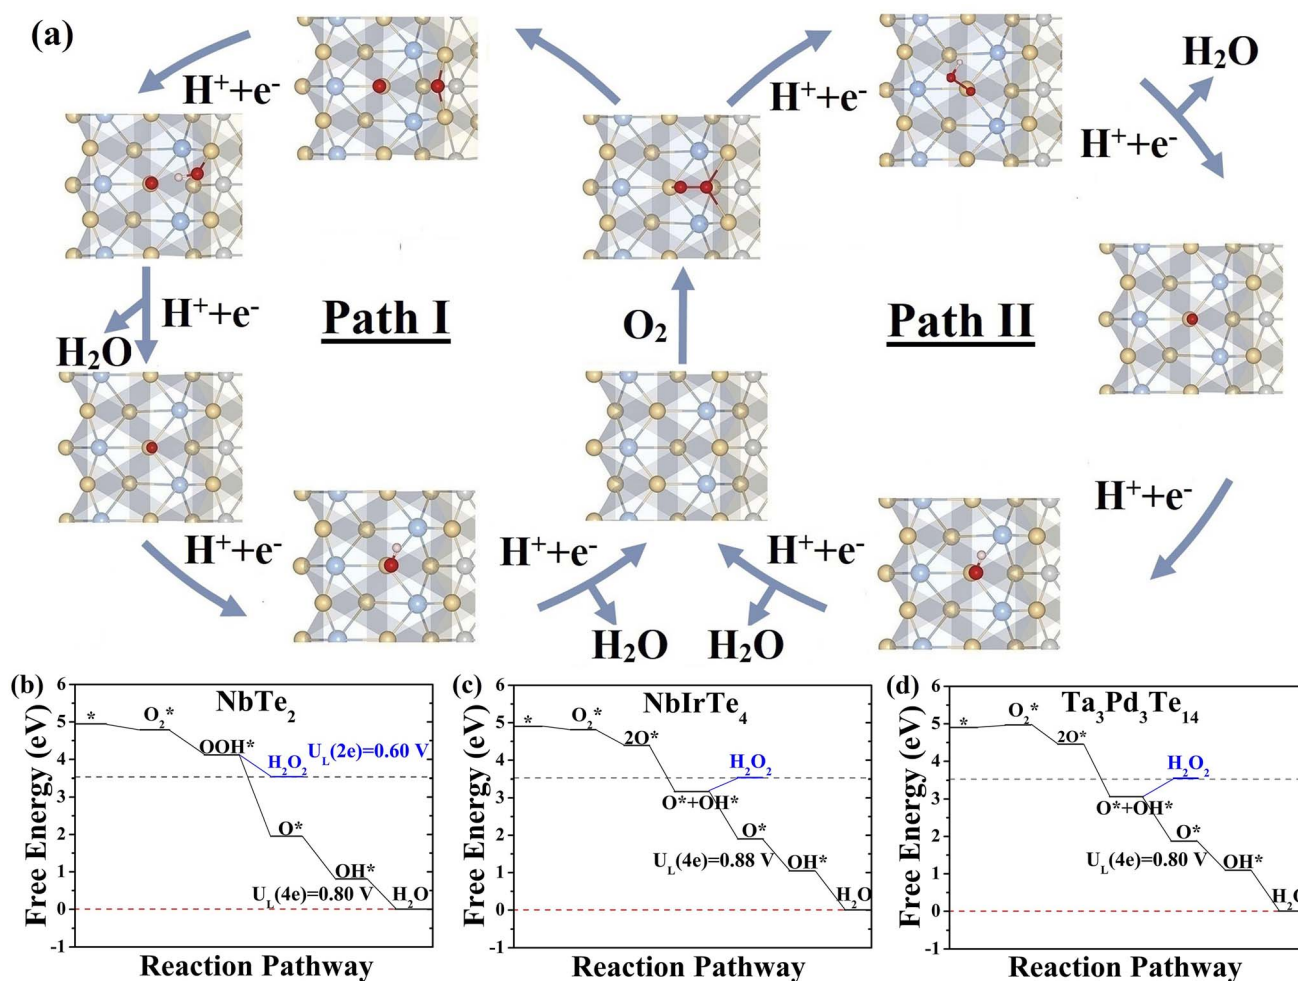 (a)
H⁺+e⁻
H⁺+e⁻
H₂O
H⁺+e⁻
H⁺+e⁻
H₂O
Path I
O₂
Path II
H⁺+e⁻
H⁺+e⁻
H⁺+e⁻
H⁺+e⁻
H₂O
H₂O
(b)
NbTe₂
6
5
4
3
2
1
0
-1
Free Energy (eV)
*
O₂*
OOH*
U_L(2e)=0.60 V
H₂O₂
O*
OH*
U_L(4e)=0.80 V
H₂O
Reaction Pathway
(c)
NbIrTe₄
6
5
4
3
2
1
0
-1
Free Energy (eV)
*
O₂*
2O*
H₂O₂
O*+OH*
O*
U_L(4e)=0.88 V
OH*
H₂O
Reaction Pathway
(d)
Ta₃Pd₃Te₁₄
6
5
4
3
2
1
0
-1
Free Energy (eV)
*
O₂*
2O*
H₂O₂
O*+OH*
O*
U_L(4e)=0.80 V
OH*
H₂O
Reaction Pathway